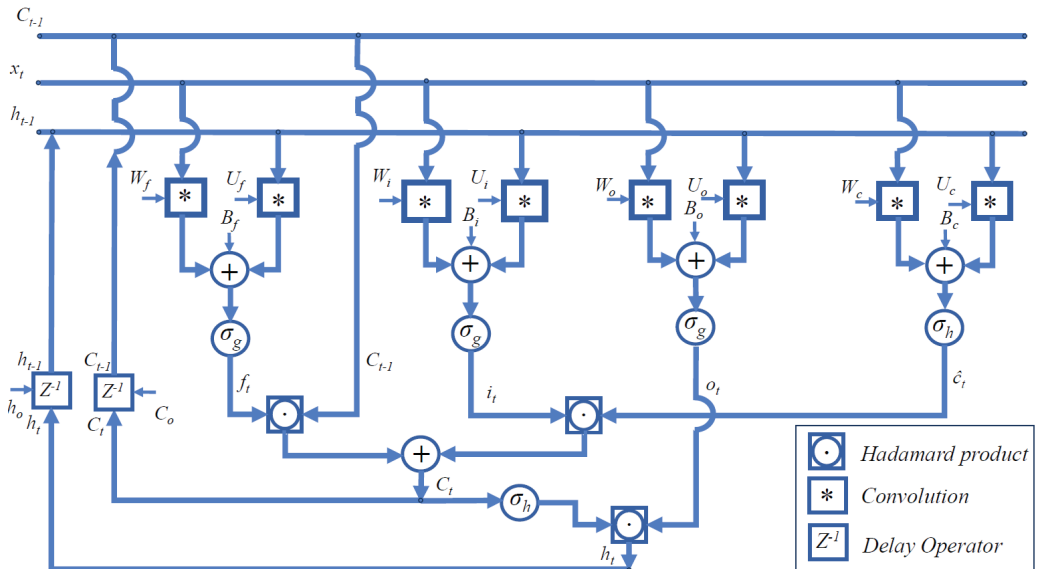 C_{t-1}
x_t
h_{t-1}
W_f
*
U_f
*
B_f
+
σ_g
f_t
W_i
*
U_i
*
B_i
+
σ_g
i_t
W_o
*
U_o
*
B_o
+
σ_g
o_t
W_c
*
U_c
*
B_c
+
σ_h
ĉ_t
h_{t-1}
C_{t-1}
C_{t-1}
Z^{-1}
Z^{-1}
h_o
h_t
C_t
C_o
+
C_t
σ_h
h_t
Hadamard product
* Convolution
Z^{-1} Delay Operator